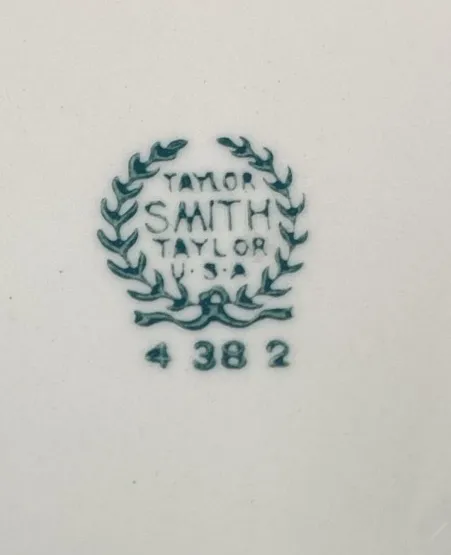 TAYLOR
SMITH
TAYLOR
U·S·A
4 38 2